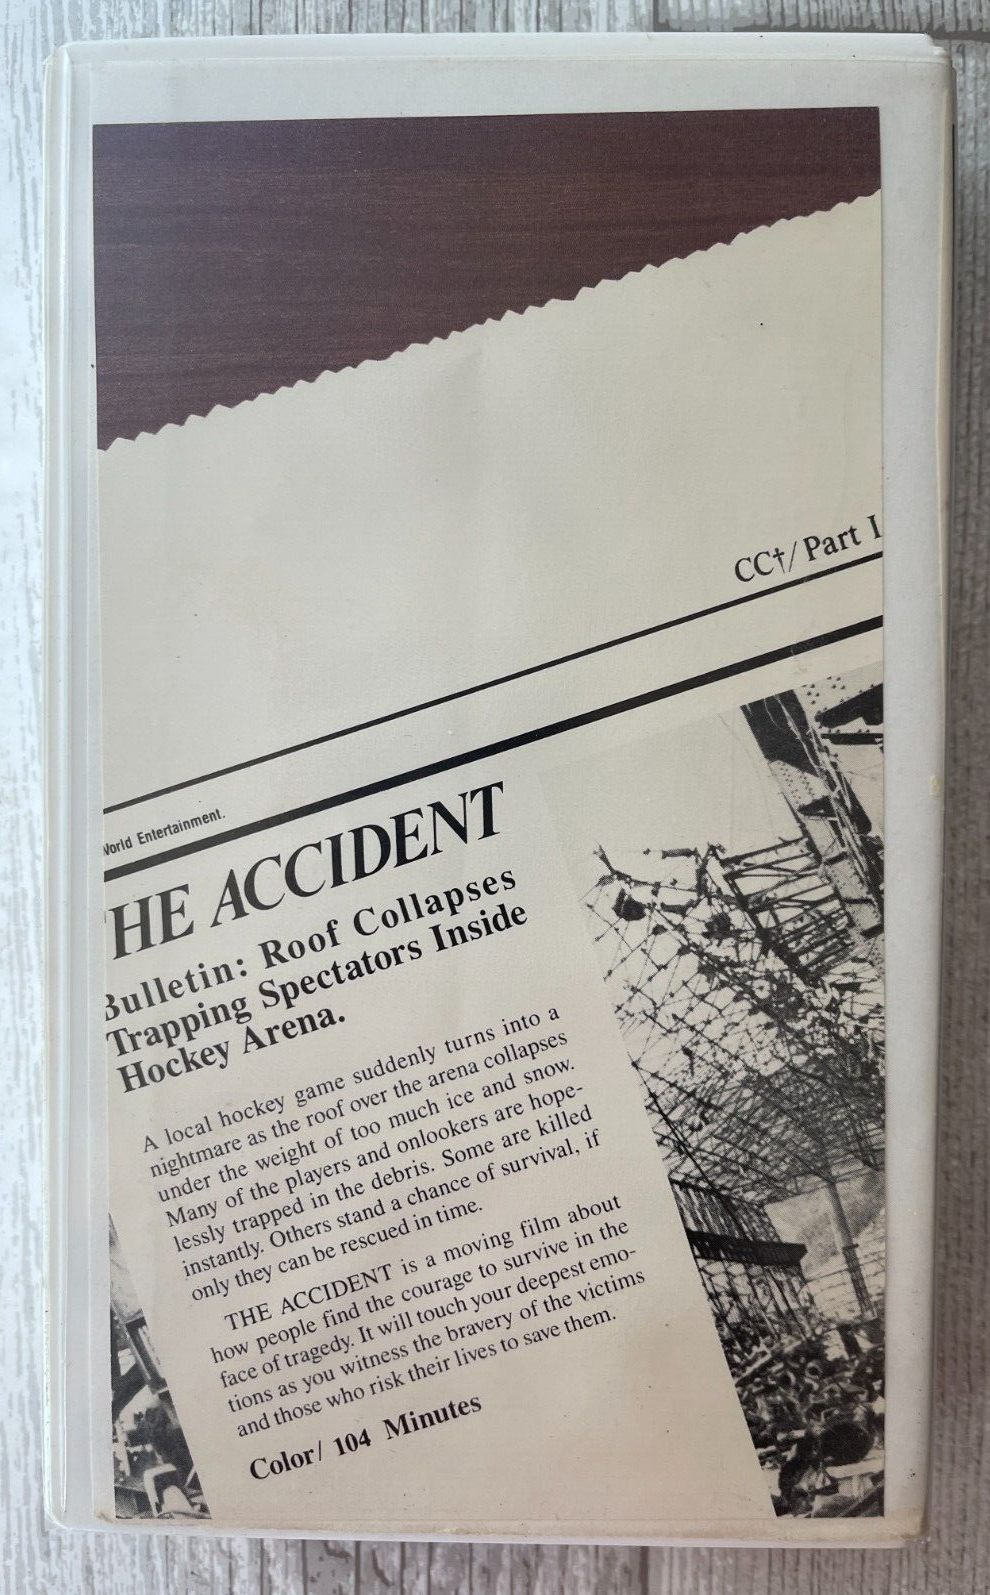 CC†/Part I
World Entertainment.
THE ACCIDENT
Bulletin: Roof Collapses
Trapping Spectators Inside
Hockey Arena.
A local hockey game suddenly turns into a
nightmare as the roof over the arena collapses
under the weight of too much ice and snow.
Many of the players and onlookers are hope-
lessly trapped in the debris. Some are killed
instantly. Others stand a chance of survival, if
only they can be rescued in time.
THE ACCIDENT is a moving film about
how people find the courage to survive in the
face of tragedy. It will touch your deepest emo-
tions as you witness the bravery of the victims
and those who risk their lives to save them.
Color/ 104 Minutes